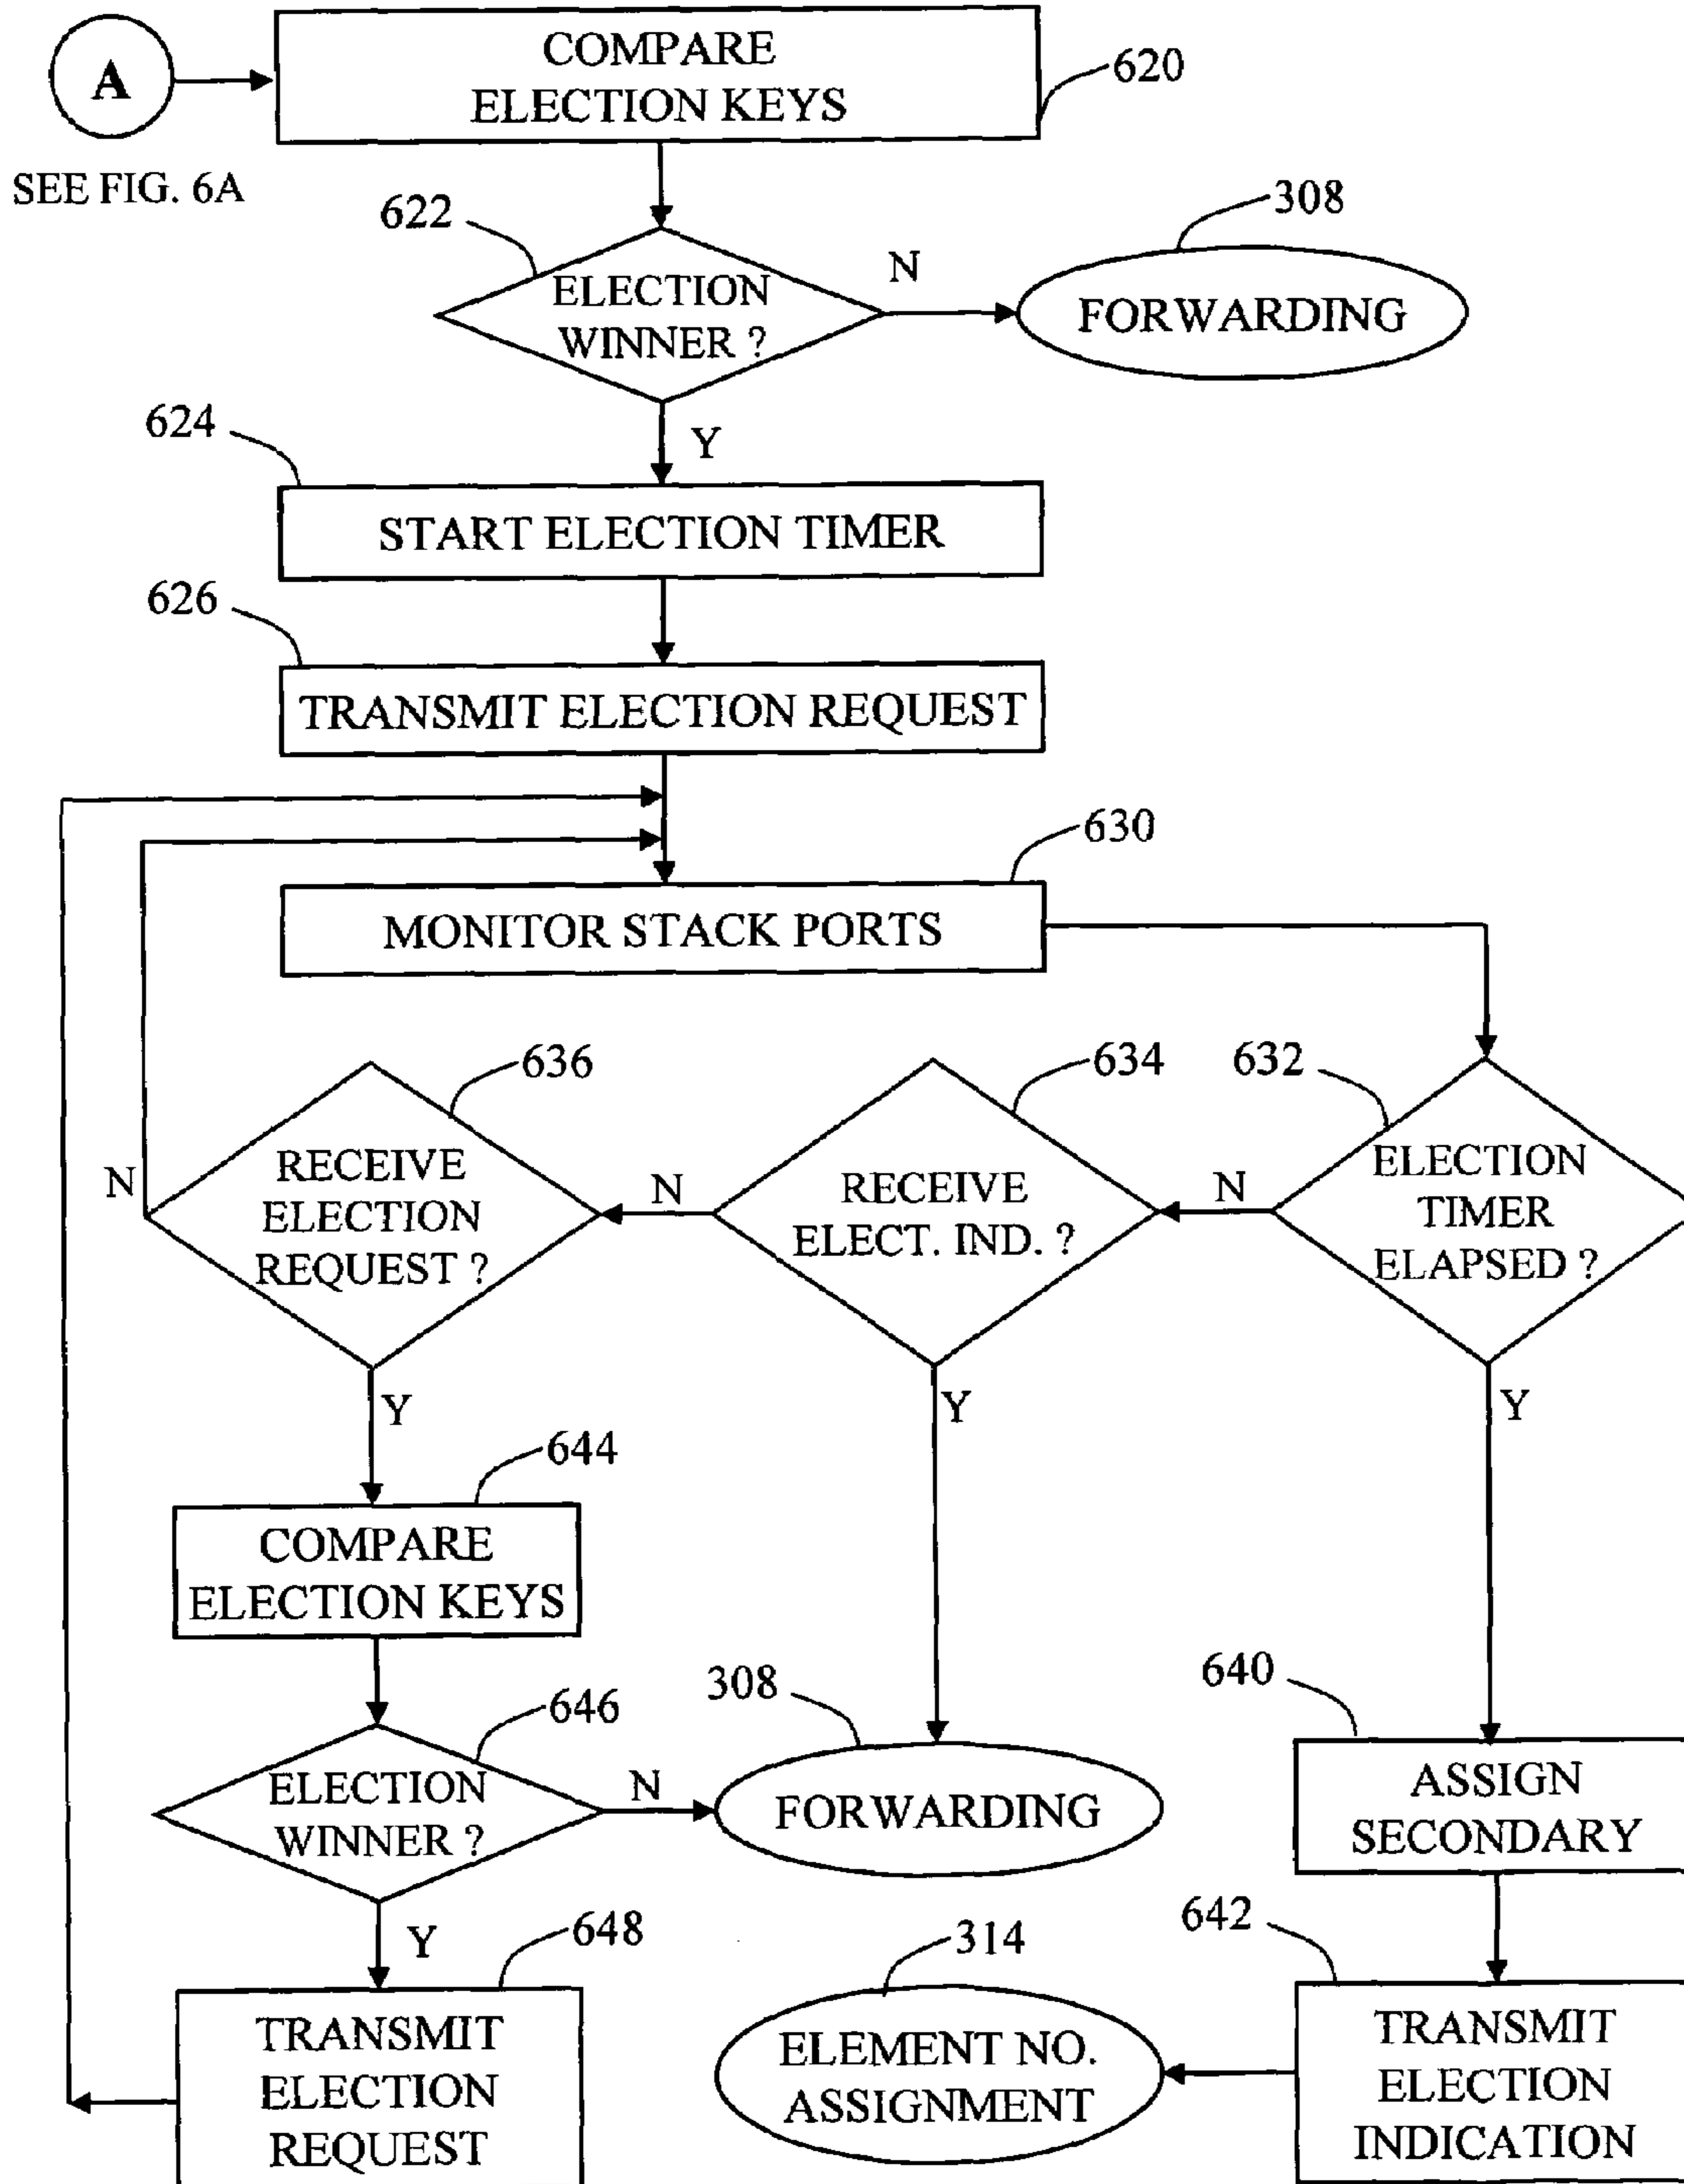 A
COMPARE
ELECTION KEYS
620
SEE FIG. 6A
622
308
ELECTION
WINNER ?
N
FORWARDING
624
Y
START ELECTION TIMER
626
TRANSMIT ELECTION REQUEST
630
MONITOR STACK PORTS
636
634
632
RECEIVE
ELECTION
REQUEST ?
N
N
RECEIVE
ELECT. IND. ?
N
ELECTION
TIMER
ELAPSED ?
Y
Y
Y
644
COMPARE
ELECTION KEYS
646
308
640
ELECTION
WINNER ?
N
FORWARDING
ASSIGN
SECONDARY
Y
648
314
642
TRANSMIT
ELECTION
REQUEST
ELEMENT NO.
ASSIGNMENT
TRANSMIT
ELECTION
INDICATION